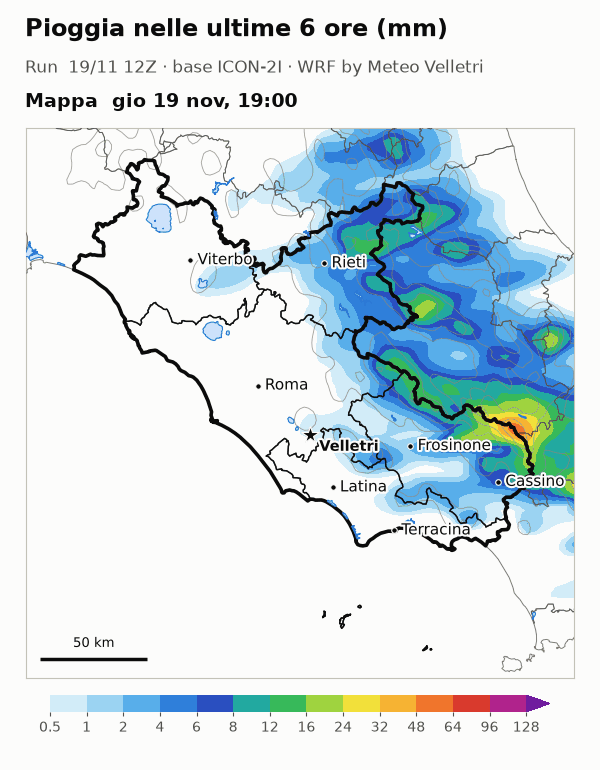 Pioggia nelle ultime 6 ore (mm)
Run  19/11 12Z · base ICON-2I · WRF by Meteo Velletri
Mappa  gio 19 nov, 19:00
Viterbo
Rieti
Roma
Velletri
Frosinone
Cassino
Latina
Terracina
50 km
0.5 1 2 4 6 8 12 16 24 32 48 64 96 128